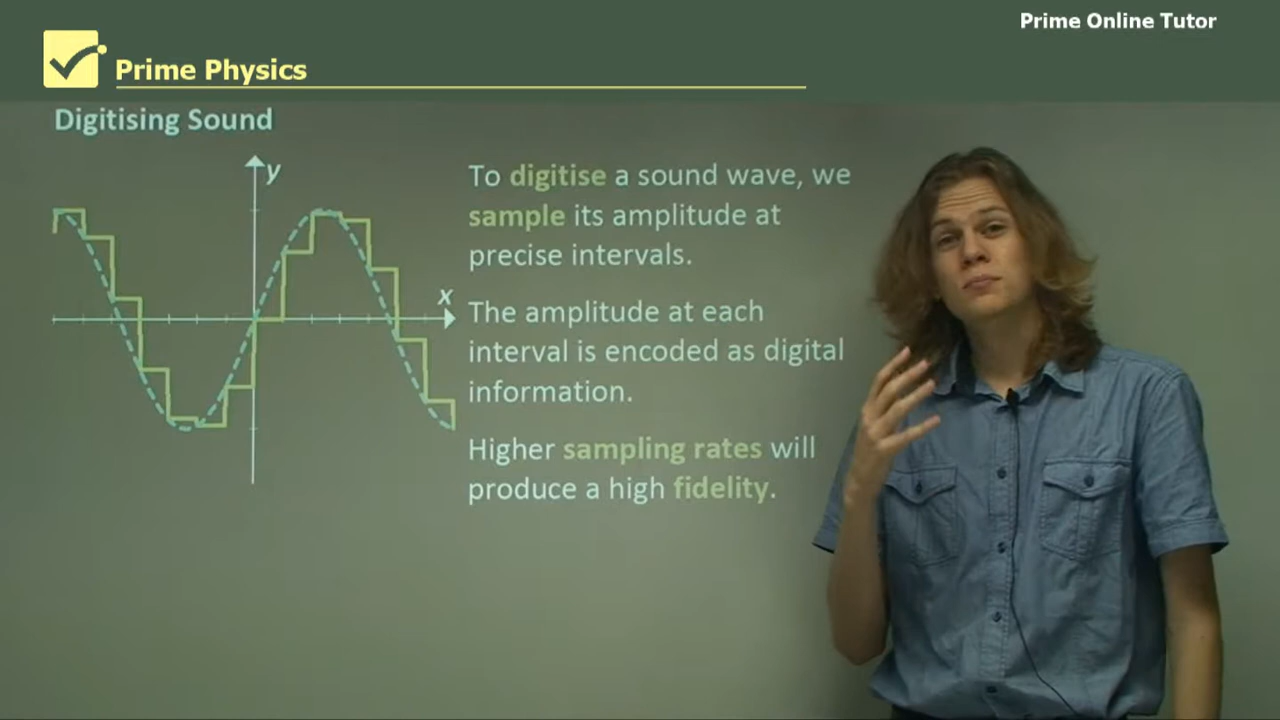 Prime Online Tutor
Prime Physics
Digitising Sound
y
x
To digitise a sound wave, we
sample its amplitude at
precise intervals.
The amplitude at each
interval is encoded as digital
information.
Higher sampling rates will
produce a high fidelity.